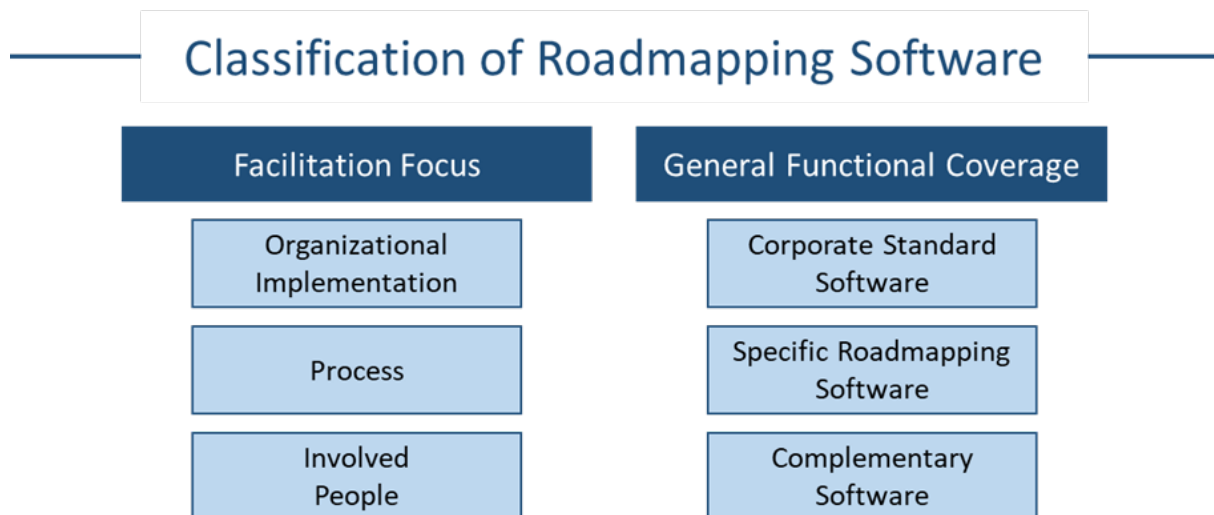 Classification of Roadmapping Software
Facilitation Focus
Organizational
Implementation
Process
Involved
People
General Functional Coverage
Corporate Standard
Software
Specific Roadmapping
Software
Complementary
Software